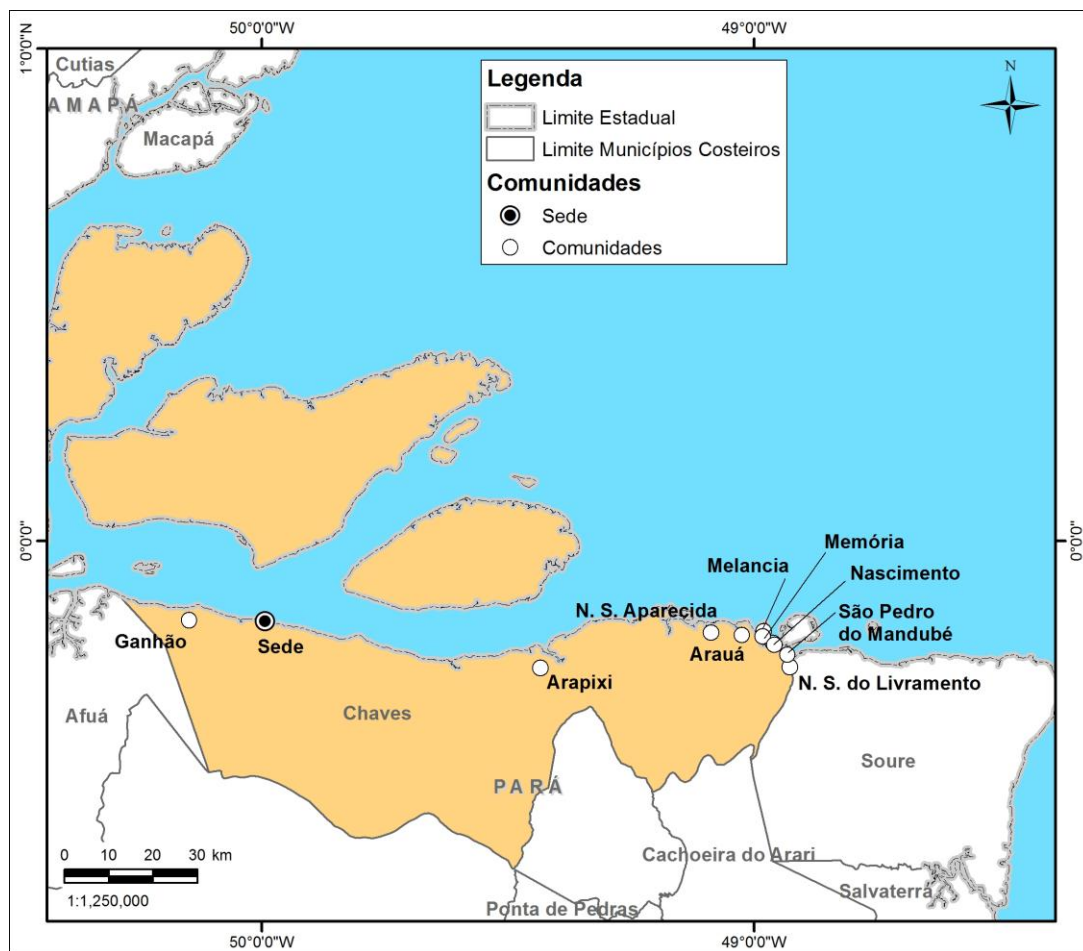 50°0'0"W
49°0'0"W
1°0'0"N
Cutias
AMAPÁ
Macapá
N
Legenda
Limite Estadual
Limite Municípios Costeiros
Comunidades
Sede
Comunidades
0°0'0"
0°0'0"
Memória
Melancia
Nascimento
N. S. Aparecida
São Pedro
do Mandubé
Ganhão
Sede
Arauá
Arapixi
N. S. do Livramento
Afuá
Chaves
Soure
PARÁ
0 10 20 30 km
Cachoeira do Arari
Salvaterra
1:1,250,000
Ponta de Pedras
50°0'0"W
49°0'0"W